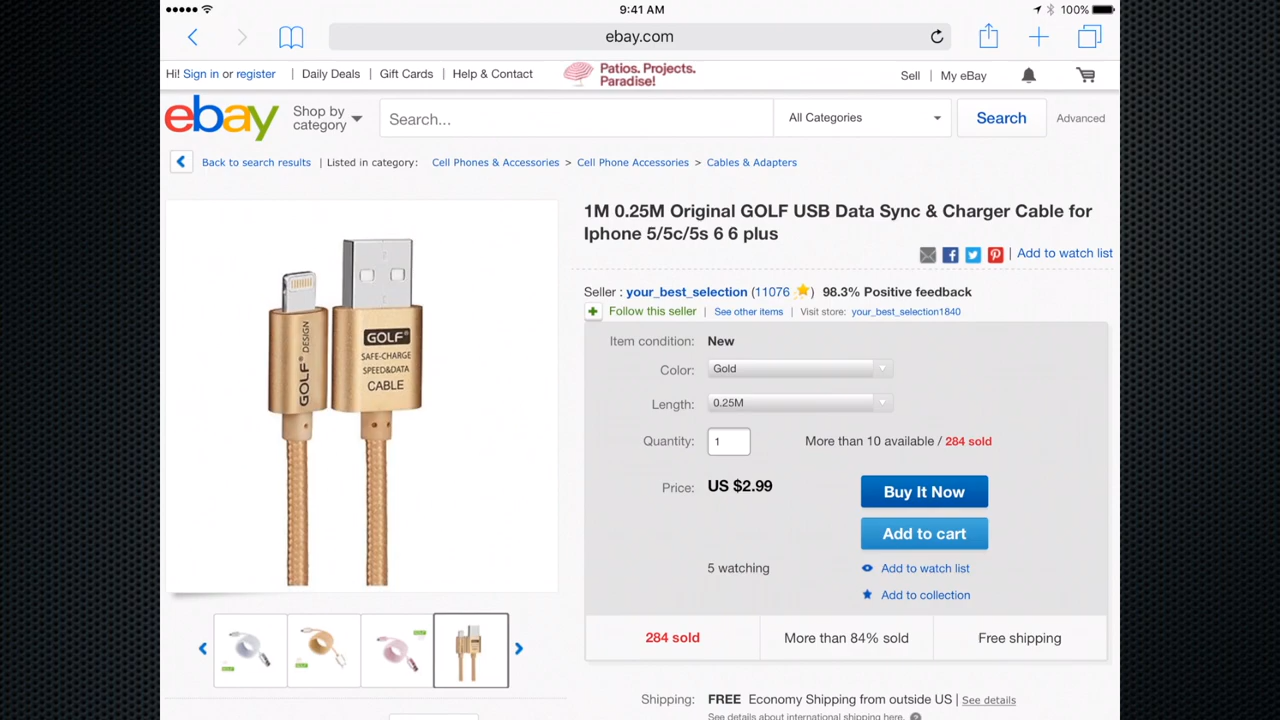 9:41 AM
100%
ebay.com
Hi! Sign in or register | Daily Deals | Gift Cards | Help & Contact
Patios. Projects.
Paradise!
Sell | My eBay
ebay
Shop by
category
Search...
All Categories
Search
Advanced
Back to search results | Listed in category: Cell Phones & Accessories > Cell Phone Accessories > Cables & Adapters
1M 0.25M Original GOLF USB Data Sync & Charger Cable for
Iphone 5/5c/5s 6 6 plus
| Add to watch list
Seller : your_best_selection (11076 ) 98.3% Positive feedback
Follow this seller | See other items | Visit store: your_best_selection1840
Item condition: New
Color: Gold
Length: 0.25M
Quantity: 1 More than 10 available / 284 sold
Price: US $2.99
Buy It Now
Add to cart
5 watching
Add to watch list
Add to collection
284 sold
More than 84% sold
Free shipping
Shipping: FREE Economy Shipping from outside US | See details
See details about international shipping here.
GOLF® DESIGN
GOLF®
SAFE-CHARGE
SPEED&DATA
CABLE